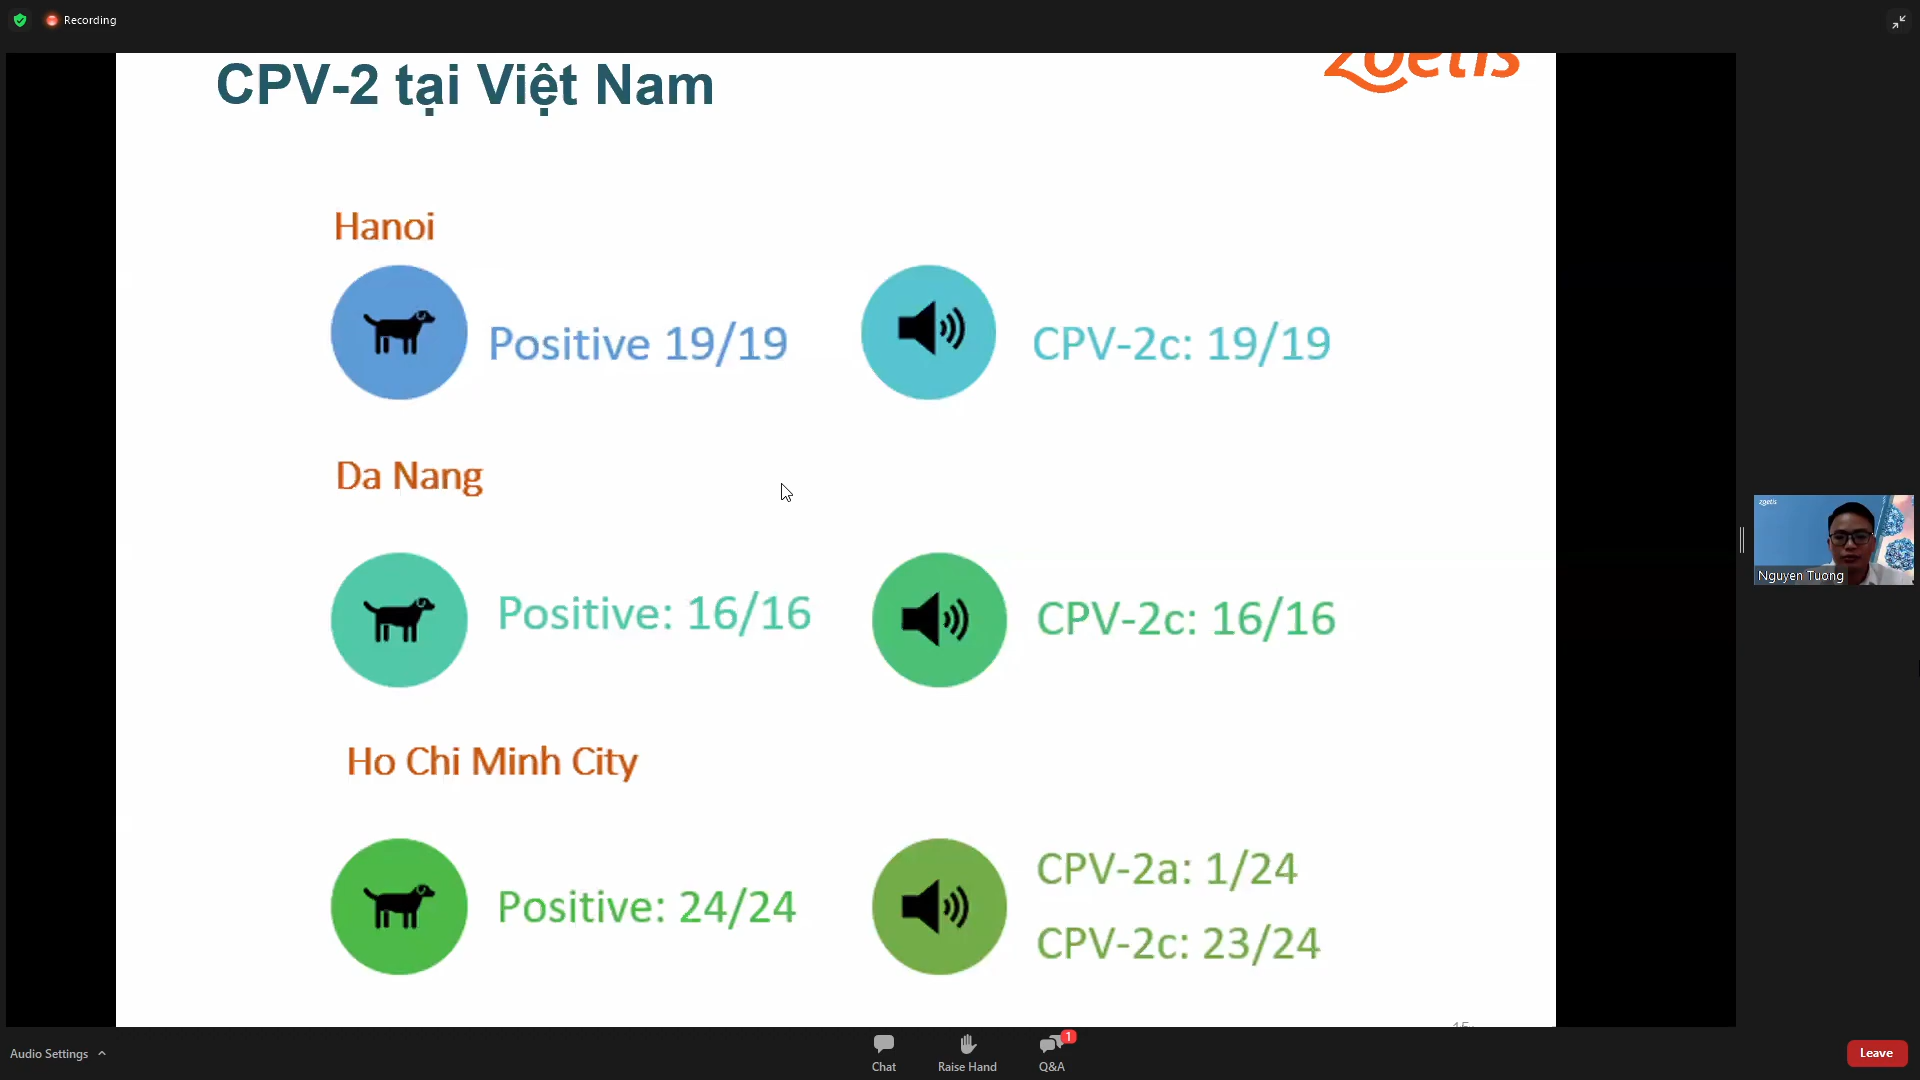 Recording
CPV-2 tại Việt Nam
zoetis
Hanoi
Positive 19/19
CPV-2c: 19/19
Da Nang
Positive: 16/16
CPV-2c: 16/16
Ho Chi Minh City
Positive: 24/24
CPV-2a: 1/24
CPV-2c: 23/24
zoetis
Nguyen Tuong
Audio Settings
Chat
Raise Hand
1
Q&A
Leave